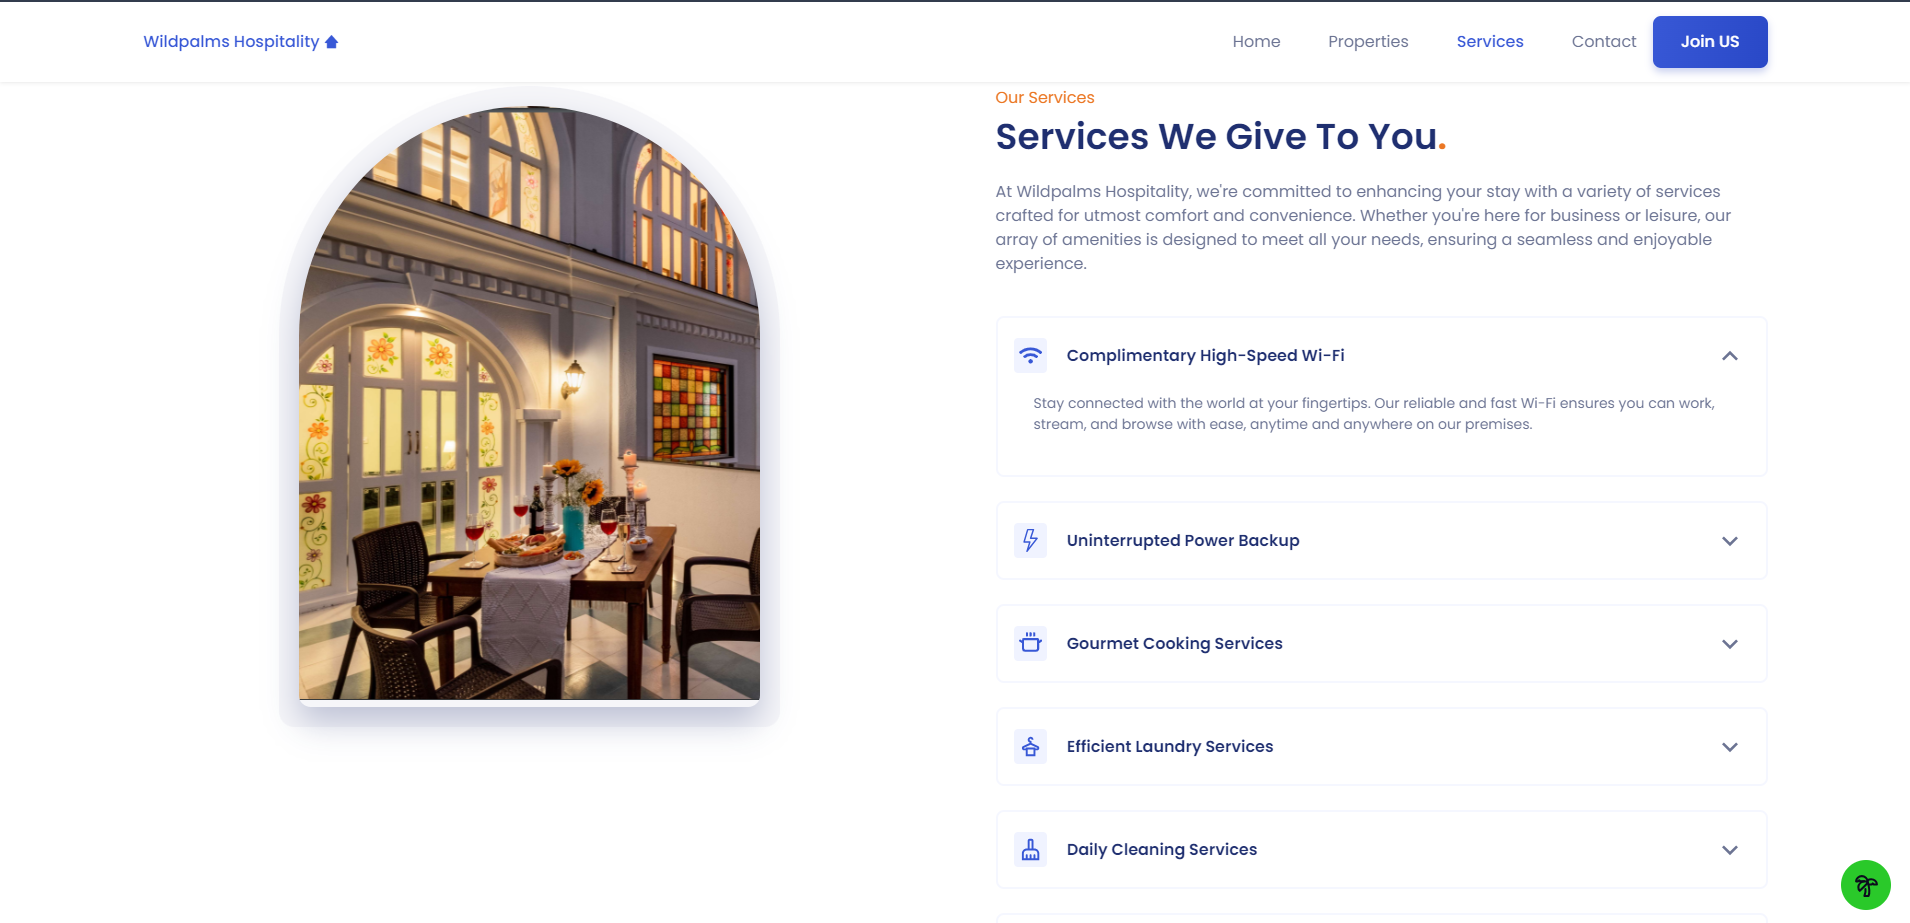 Wildpalms Hospitality
Home
Properties
Services
Contact
Join US
Our Services
Services We Give To You.
At Wildpalms Hospitality, we're committed to enhancing your stay with a variety of services
crafted for utmost comfort and convenience. Whether you're here for business or leisure, our
array of amenities is designed to meet all your needs, ensuring a seamless and enjoyable
experience.
Complimentary High-Speed Wi-Fi
Stay connected with the world at your fingertips. Our reliable and fast Wi-Fi ensures you can work,
stream, and browse with ease, anytime and anywhere on our premises.
Uninterrupted Power Backup
Gourmet Cooking Services
Efficient Laundry Services
Daily Cleaning Services